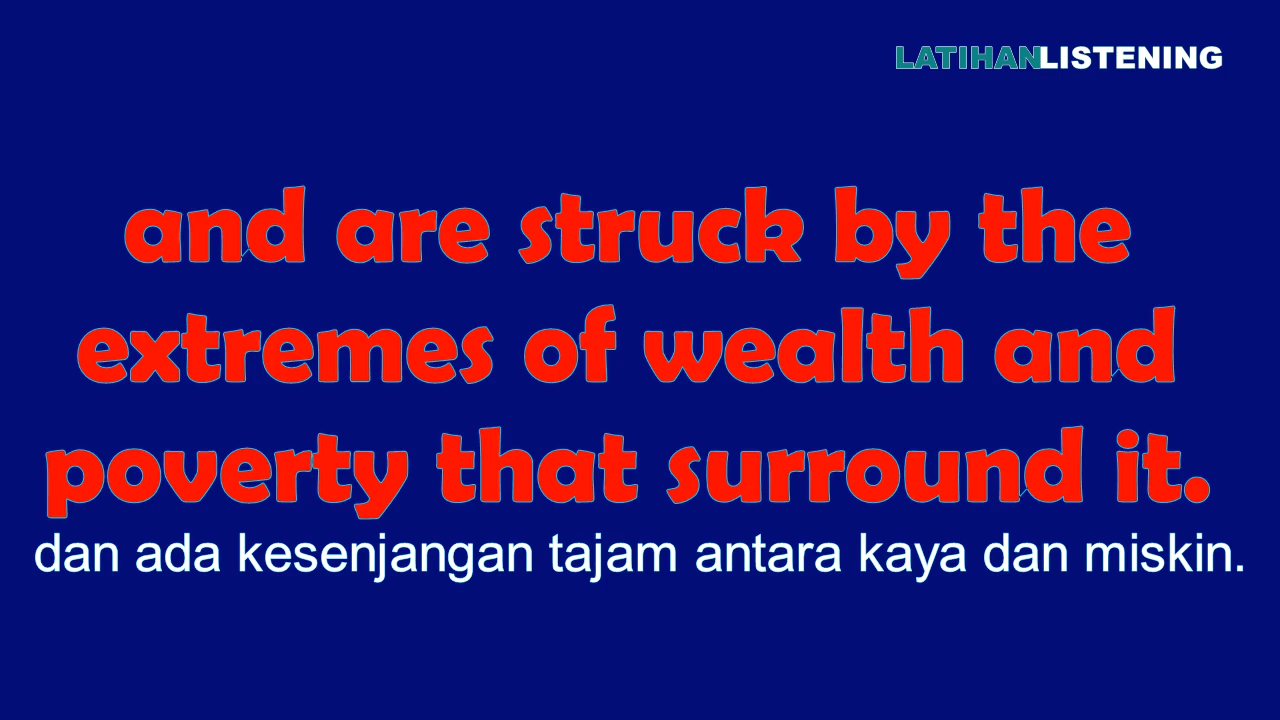 LATIHANLISTENING
and are struck by the
extremes of wealth and
poverty that surround it.
dan ada kesenjangan tajam antara kaya dan miskin.